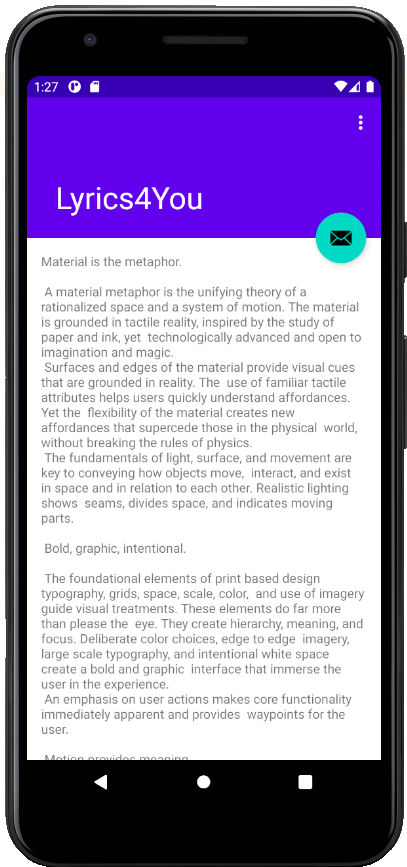 1:27
Lyrics4You
Material is the metaphor.
A material metaphor is the unifying theory of a
rationalized space and a system of motion. The material
is grounded in tactile reality, inspired by the study of
paper and ink, yet  technologically advanced and open to
imagination and magic.
Surfaces and edges of the material provide visual cues
that are grounded in reality. The  use of familiar tactile
attributes helps users quickly understand affordances.
Yet the  flexibility of the material creates new
affordances that supercede those in the physical  world,
without breaking the rules of physics.
The fundamentals of light, surface, and movement are
key to conveying how objects move,  interact, and exist
in space and in relation to each other. Realistic lighting
shows  seams, divides space, and indicates moving
parts.
Bold, graphic, intentional.
The foundational elements of print based design
typography, grids, space, scale, color,  and use of imagery
guide visual treatments. These elements do far more
than please the  eye. They create hierarchy, meaning, and
focus. Deliberate color choices, edge to edge  imagery,
large scale typography, and intentional white space
create a bold and graphic  interface that immerse the
user in the experience.
An emphasis on user actions makes core functionality
immediately apparent and provides  waypoints for the
user.
Motion provides meaning